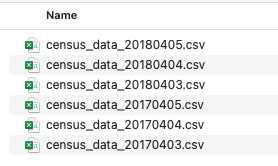 Name
census_data_20180405.csv
census_data_20180404.csv
census_data_20180403.csv
census_data_20170405.csv
census_data_20170404.csv
census_data_20170403.csv